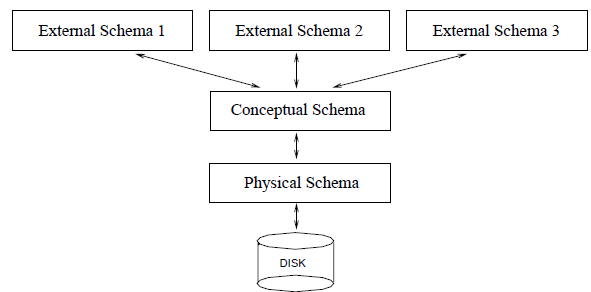 External Schema 1
External Schema 2
External Schema 3
Conceptual Schema
Physical Schema
DISK